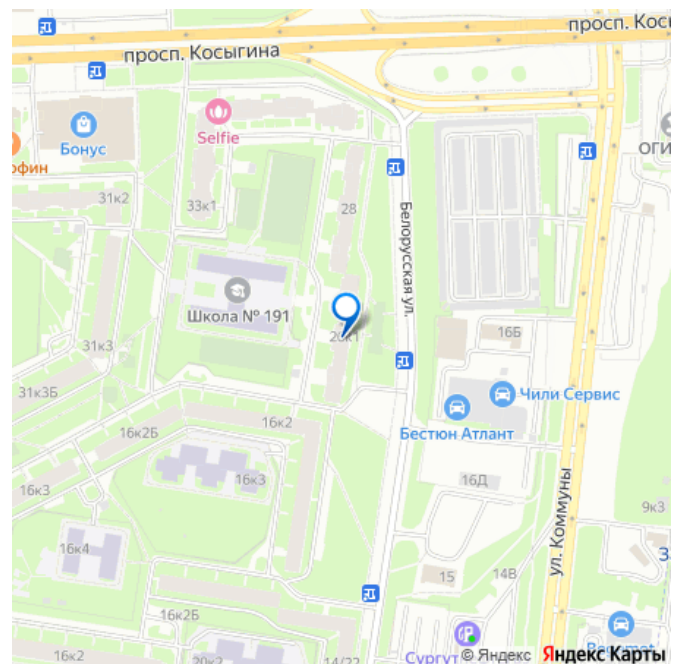 просп. Косыгина
просп. Косы
Selfie
Бонус
офин
ОГИ
31к2
33к1
28
Белорусская ул.
Школа № 191
16Б
31к3
Чили Сервис
31к3Б
Бестюн Атлант
16к2
16к2Б
16к3
16к3
16Д
ул. Коммуны
9к3
16к4
15
14В
16к2Б
Сургут
16к2
20к2
14/22
© Яндекс Яндекс Карты